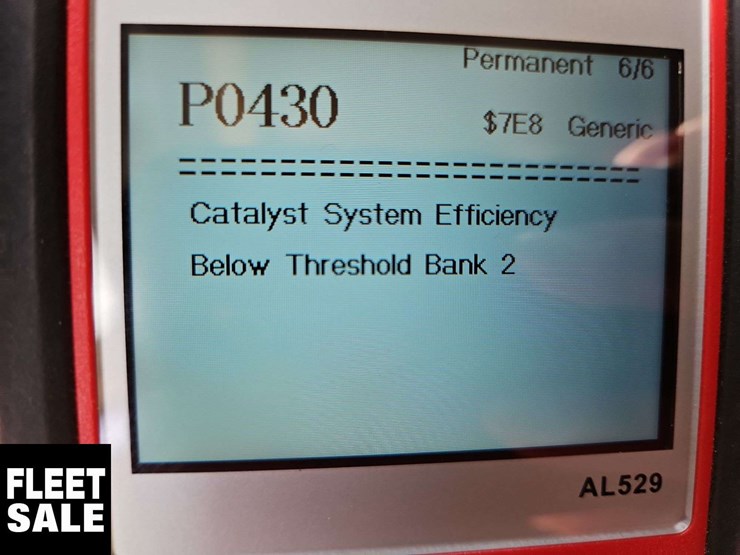 Permanent 6/6
P0430
$7E8 Generic
Catalyst System Efficiency
Below Threshold Bank 2
AL529
FLEET
SALE